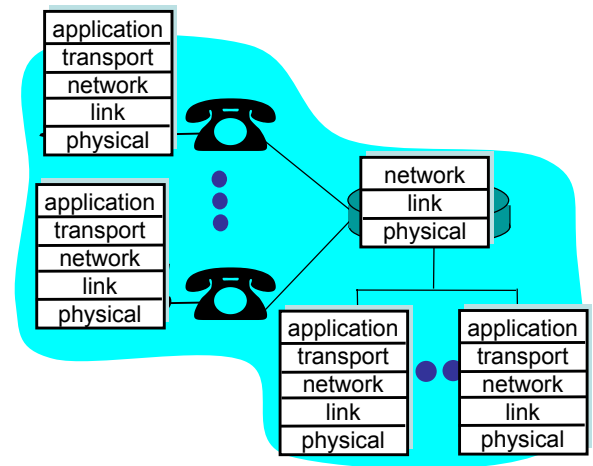 application
transport
network
link
physical
network
link
physical
application
transport
network
link
physical
application
transport
network
link
physical
application
transport
network
link
physical